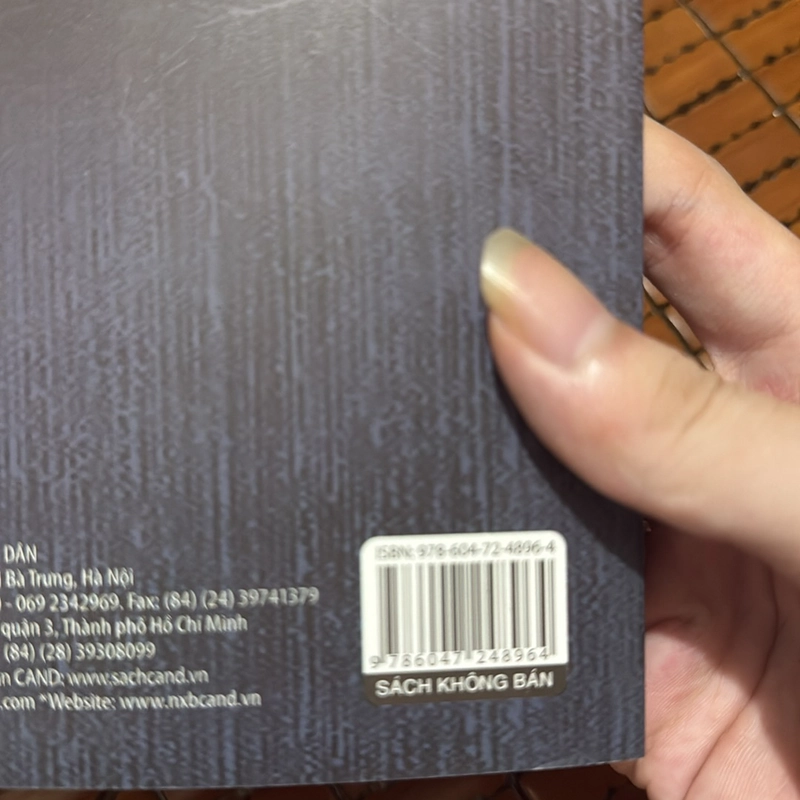 DÂN
Bà Trưng, Hà Nội
- 069 2342969. Fax: (84) (24) 39741379
quận 3, Thành phố Hồ Chí Minh
(84) (28) 39308099
CAND: www.sachcand.vn
.com *Website: www.nxbcand.vn
ISBN: 978-604-72-4896-4
9 786047 248964
SÁCH KHÔNG BÁN